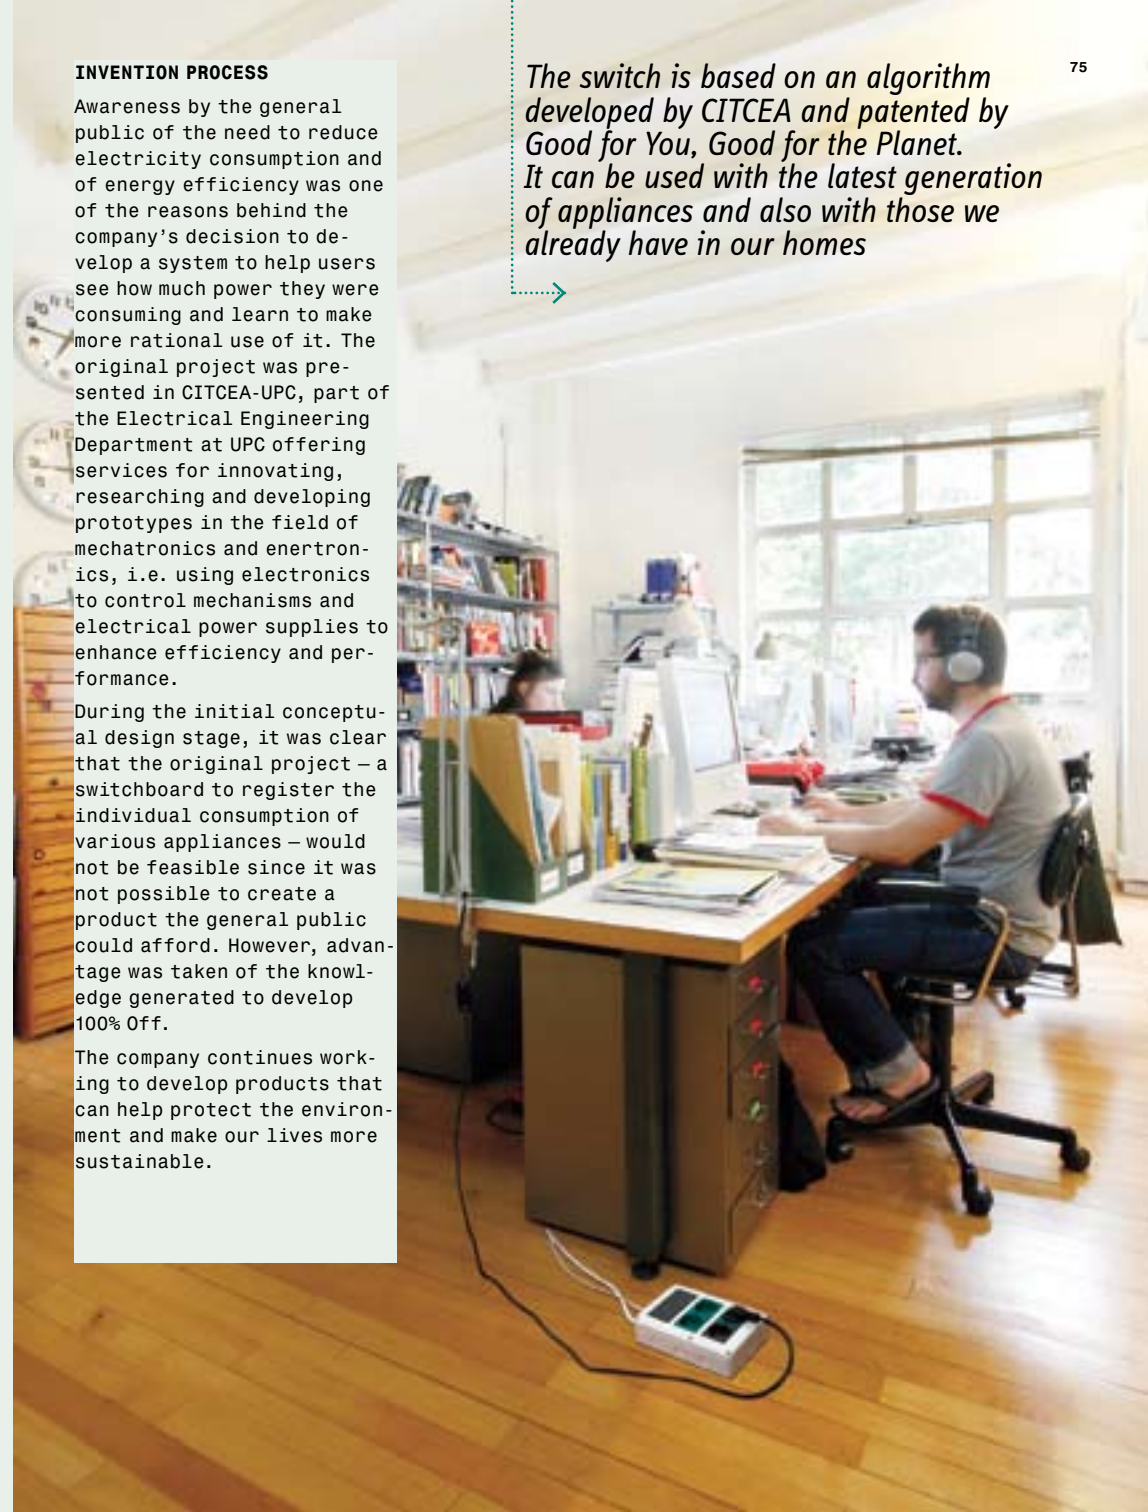 INVENTION PROCESS
Awareness by the general
public of the need to reduce
electricity consumption and
of energy efficiency was one
of the reasons behind the
company's decision to de-
velop a system to help users
see how much power they were
consuming and learn to make
more rational use of it. The
original project was pre-
sented in CITCEA-UPC, part of
the Electrical Engineering
Department at UPC offering
services for innovating,
researching and developing
prototypes in the field of
mechatronics and enertron-
ics, i.e. using electronics
to control mechanisms and
electrical power supplies to
enhance efficiency and per-
formance.
During the initial conceptu-
al design stage, it was clear
that the original project – a
switchboard to register the
individual consumption of
various appliances – would
not be feasible since it was
not possible to create a
product the general public
could afford. However, advan-
tage was taken of the knowl-
edge generated to develop
100% Off.
The company continues work-
ing to develop products that
can help protect the environ-
ment and make our lives more
sustainable.
The switch is based on an algorithm
developed by CITCEA and patented by
Good for You, Good for the Planet.
It can be used with the latest generation
of appliances and also with those we
already have in our homes
75